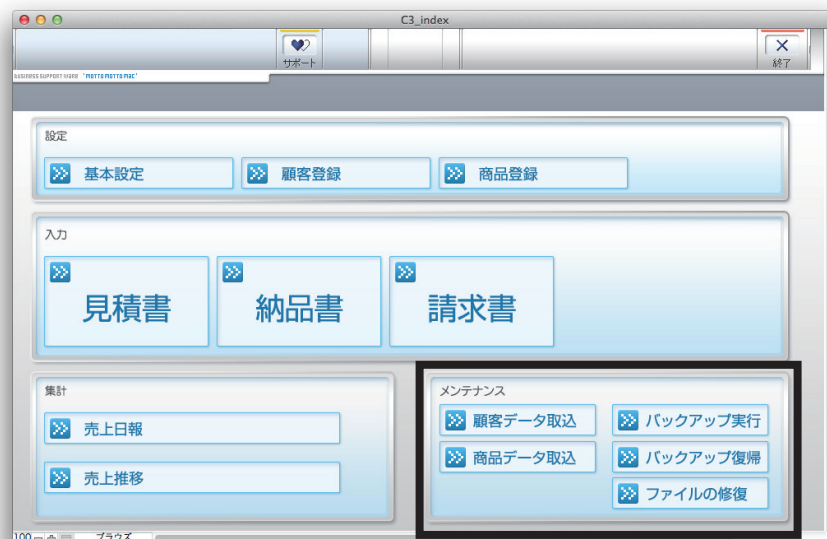 C3_index
サポート
終了
BUSINESS SUPPORT WARE "MOTTO MOTTO MAC"
設定
基本設定 顧客登録 商品登録
入力
見積書 納品書 請求書
集計
売上日報
売上推移
メンテナンス
顧客データ取込 バックアップ実行
商品データ取込 バックアップ復帰
ファイルの修復
100 ブラウズ